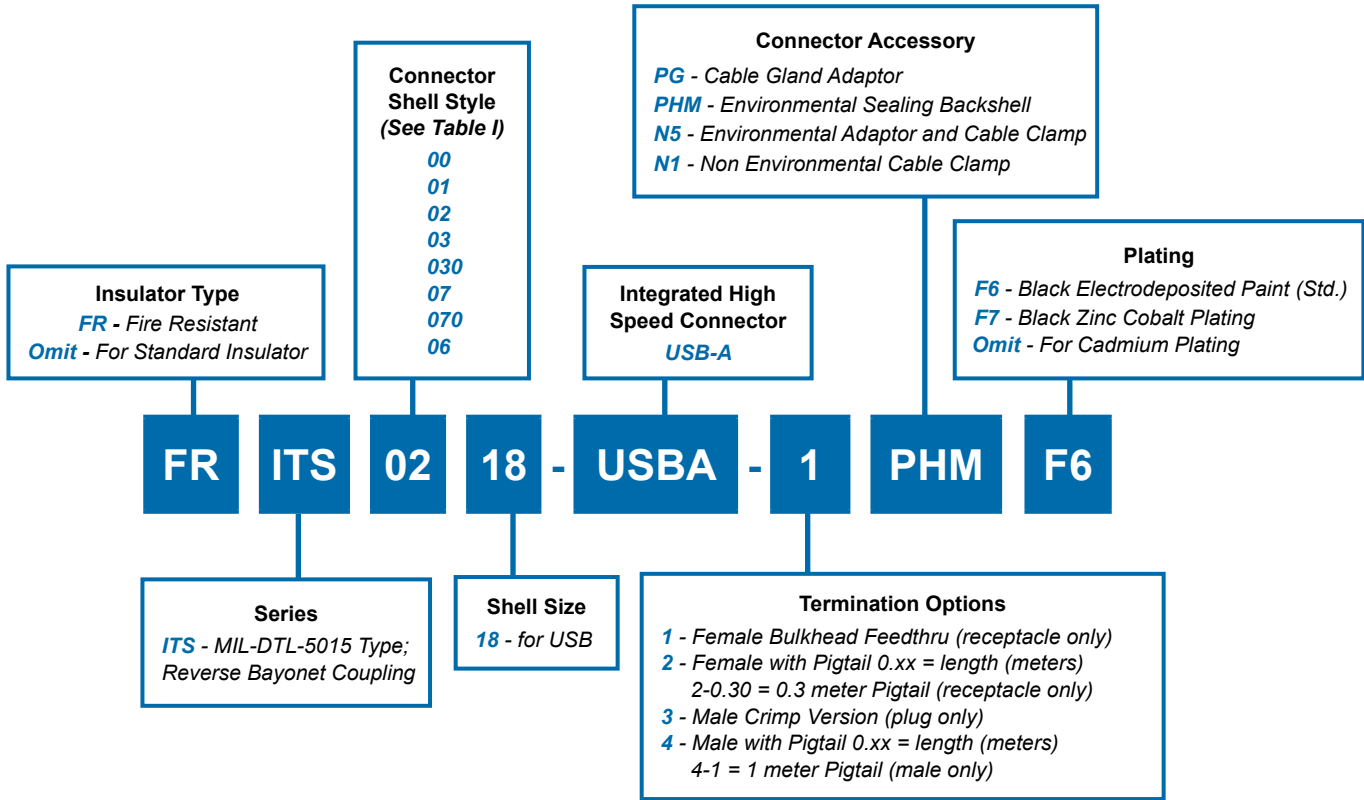 Connector Accessory
PG - Cable Gland Adaptor
PHM - Environmental Sealing Backshell
N5 - Environmental Adaptor and Cable Clamp
N1 - Non Environmental Cable Clamp
Connector
Shell Style
(See Table I)
00
01
02
03
030
07
070
06
Plating
F6 - Black Electrodeposited Paint (Std.)
F7 - Black Zinc Cobalt Plating
Omit - For Cadmium Plating
Insulator Type
FR - Fire Resistant
Omit - For Standard Insulator
Integrated High
Speed Connector
USB-A
FR ITS 02 18 - USBA - 1 PHM F6
Series
ITS - MIL-DTL-5015 Type;
Reverse Bayonet Coupling
Shell Size
18 - for USB
Termination Options
1 - Female Bulkhead Feedthru (receptacle only)
2 - Female with Pigtail 0.xx = length (meters)
2-0.30 = 0.3 meter Pigtail (receptacle only)
3 - Male Crimp Version (plug only)
4 - Male with Pigtail 0.xx = length (meters)
4-1 = 1 meter Pigtail (male only)